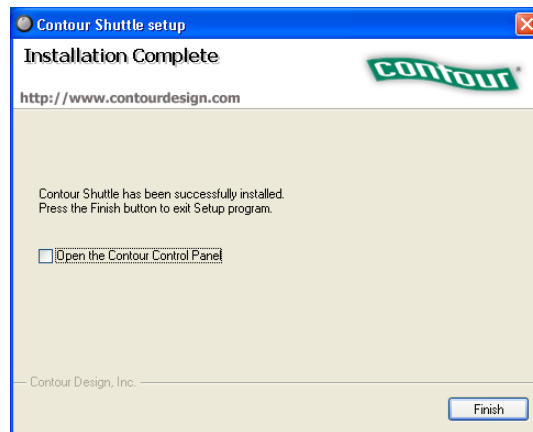 Contour Shuttle setup
Installation Complete
contour
http://www.contourdesign.com
Contour Shuttle has been successfully installed.
Press the Finish button to exit Setup program.
Open the Contour Control Panel
Contour Design, Inc.
Finish